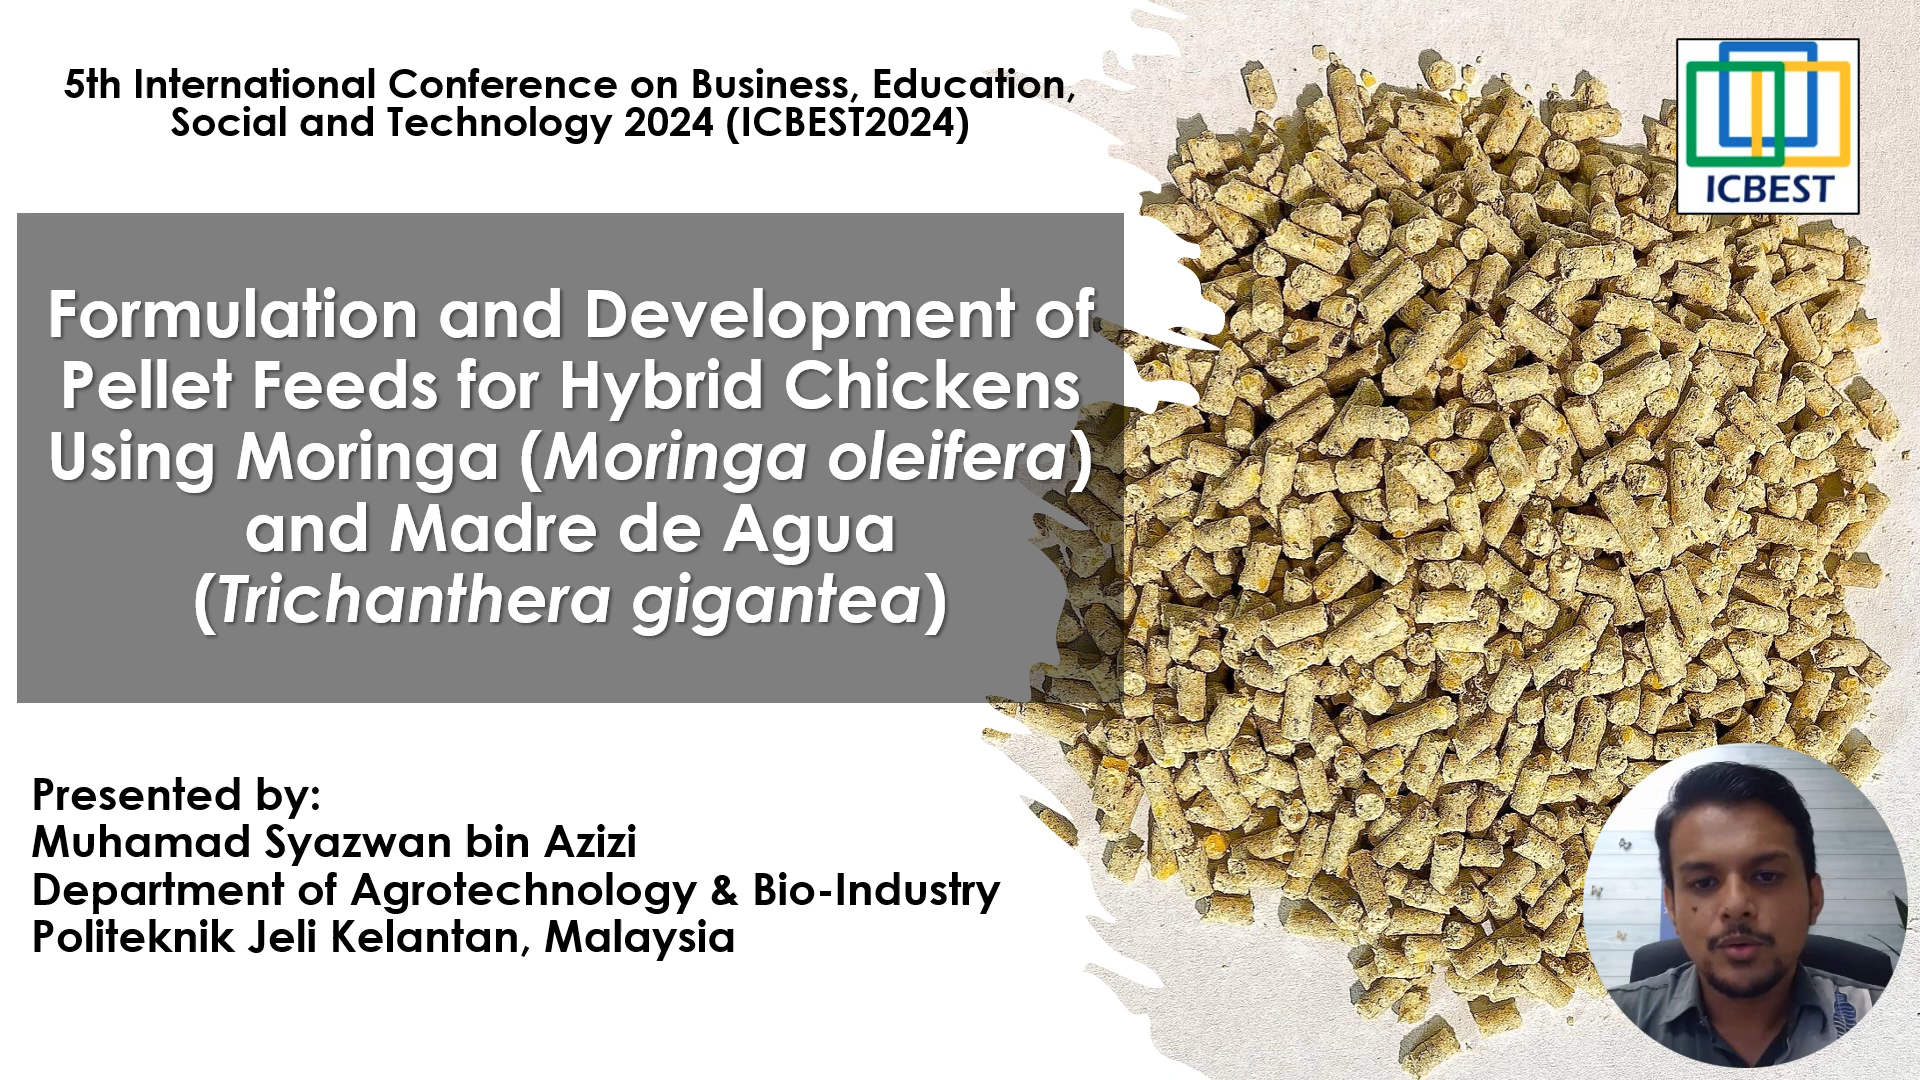 5th International Conference on Business, Education,
Social and Technology 2024 (ICBEST2024)
ICBEST
Formulation and Development of
Pellet Feeds for Hybrid Chickens
Using Moringa (Moringa oleifera)
and Madre de Agua
(Trichanthera gigantea)
Presented by:
Muhamad Syazwan bin Azizi
Department of Agrotechnology & Bio-Industry
Politeknik Jeli Kelantan, Malaysia